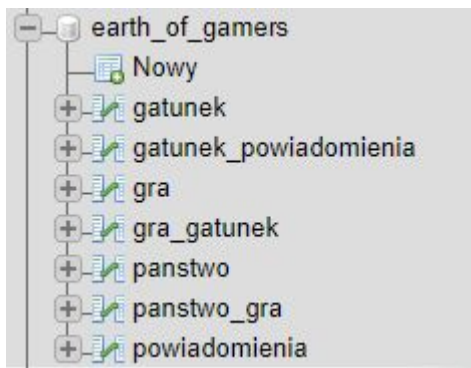 earth_of_gamers
Nowy
gatunek
gatunek_powiadomienia
gra
gra_gatunek
panstwo
panstwo_gra
powiadomienia